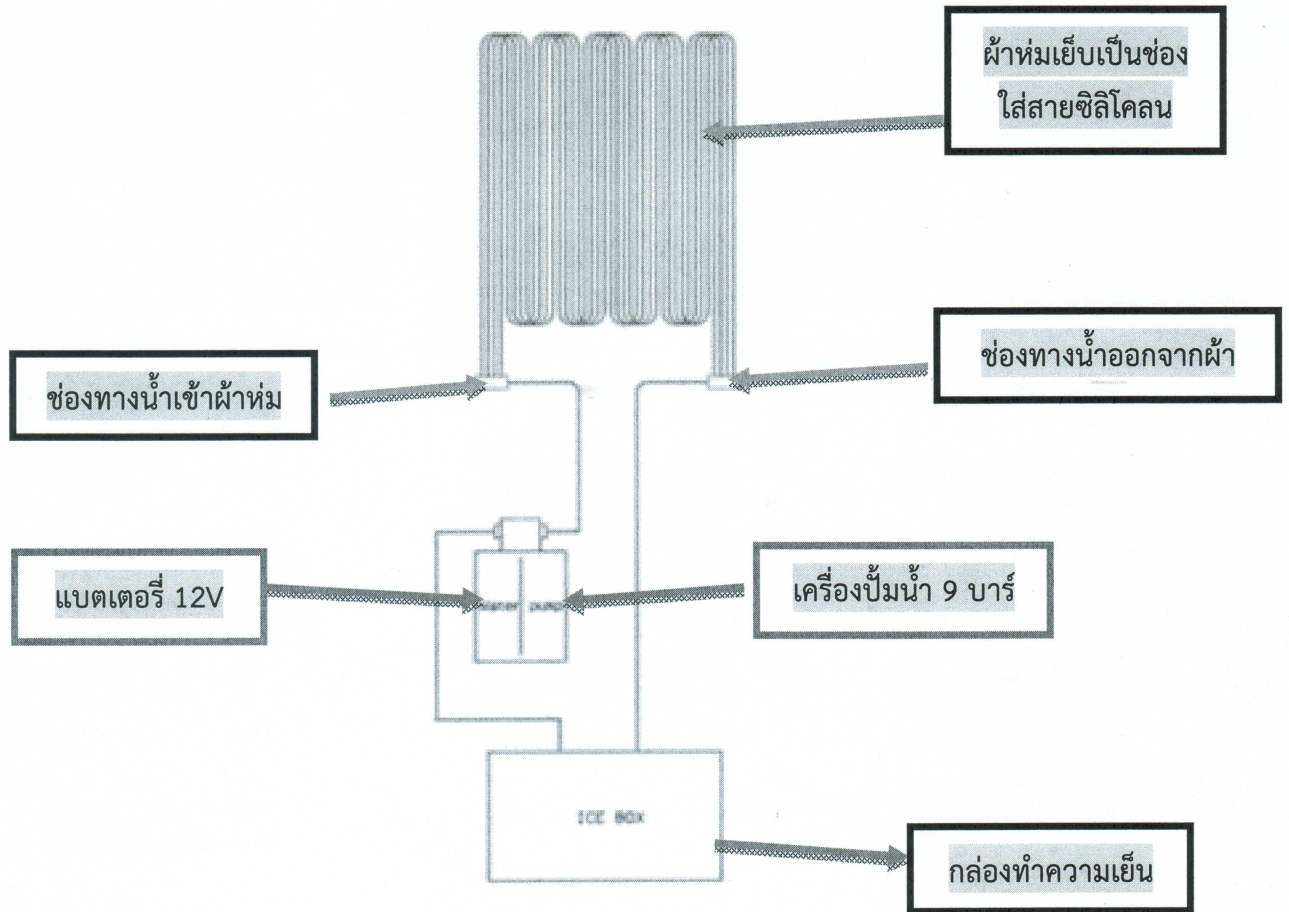 ผ้าห่มเย็บเป็นช่อง
ใส่สายซิลิโคลน
ช่องทางน้ำเข้าผ้าห่ม
ช่องทางน้ำออกจากผ้า
แบตเตอรี่ 12V
water pump
เครื่องปั้มน้ำ 9 บาร์
ICE BOX
กล่องทำความเย็น